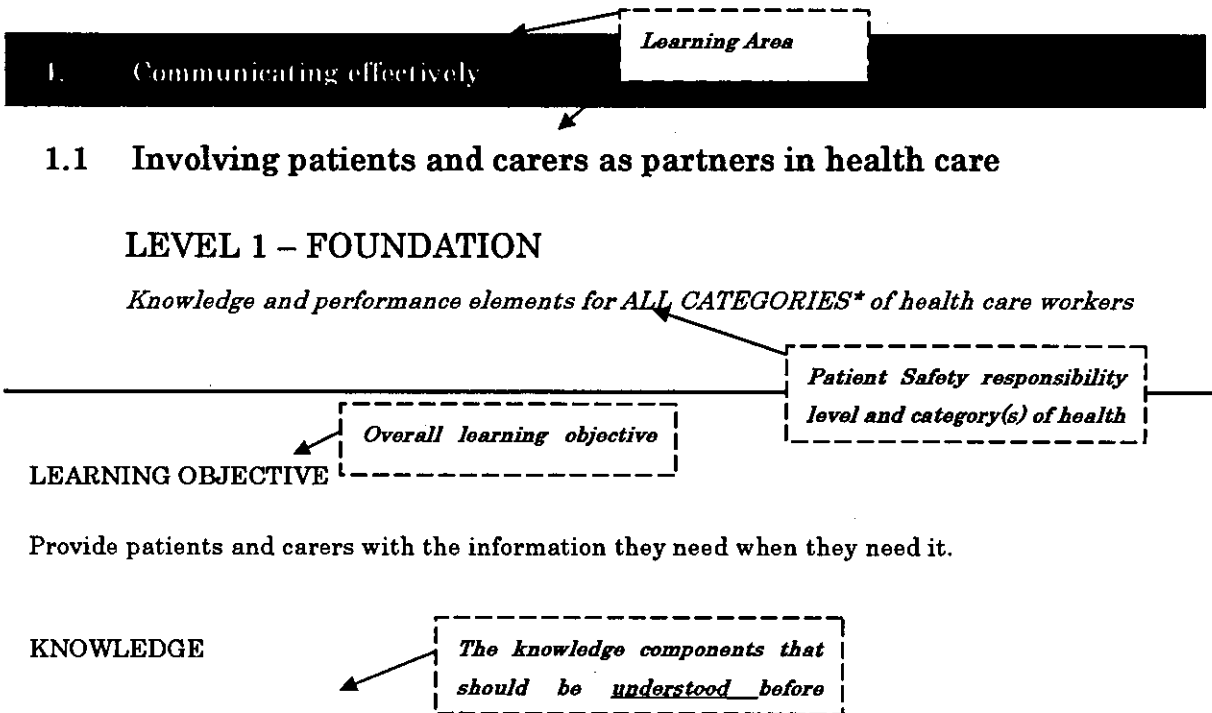 Learning Area
1. Communicating effectively
1.1 Involving patients and carers as partners in health care
LEVEL 1 – FOUNDATION
Knowledge and performance elements for ALL CATEGORIES* of health care workers
Patient Safety responsibility
level and category(s) of health
Overall learning objective
LEARNING OBJECTIVE
Provide patients and carers with the information they need when they need it.
KNOWLEDGE
The knowledge components that
should be understood before